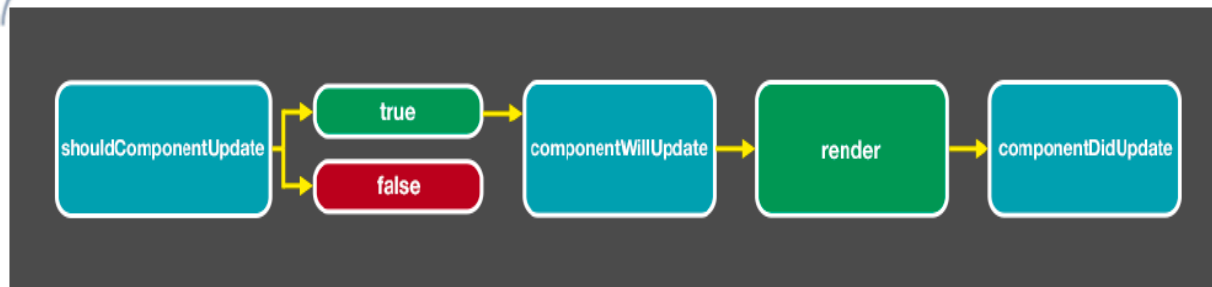 shouldComponentUpdate
true
false
componentWillUpdate
render
componentDidUpdate